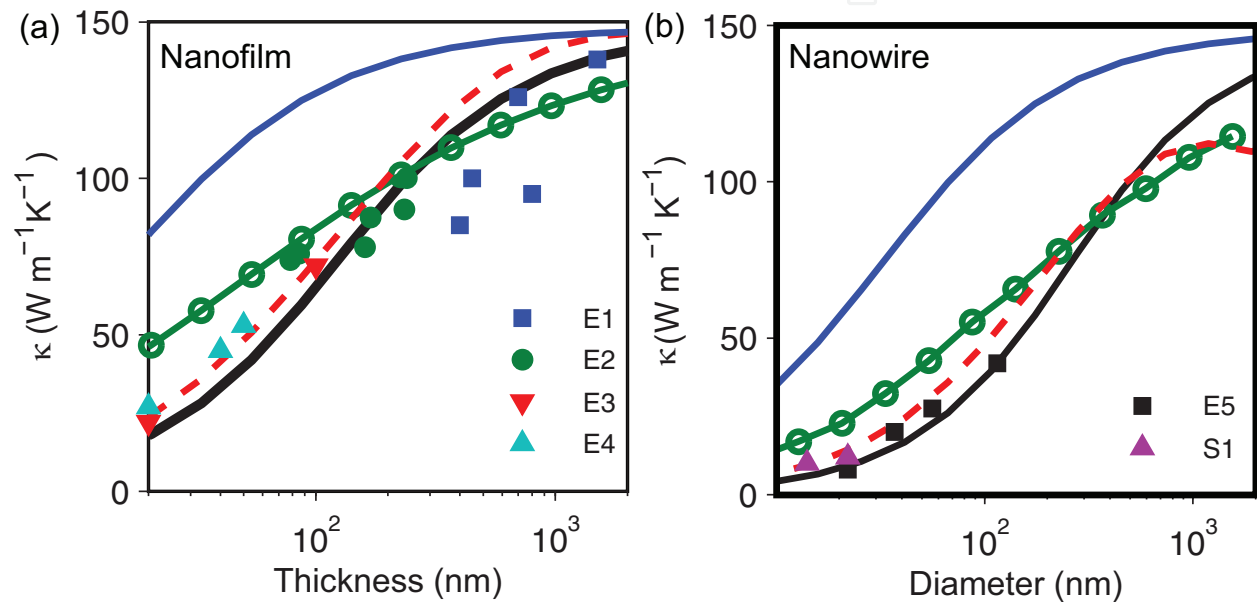 (a)
Nanofilm
150
100
50
0
κ (W m⁻¹K⁻¹)
10²
10³
Thickness (nm)
E1
E2
E3
E4
(b)
Nanowire
150
100
50
0
κ(W m⁻¹ K⁻¹)
10²
10³
Diameter (nm)
E5
S1